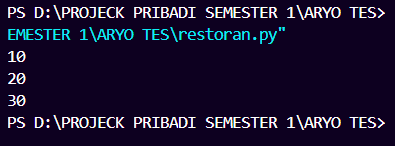 PS D:\PROJECK PRIBADI SEMESTER 1\ARYO TES>
EMESTER 1\ARYO TES\restoran.py"
10
20
30
PS D:\PROJECK PRIBADI SEMESTER 1\ARYO TES>